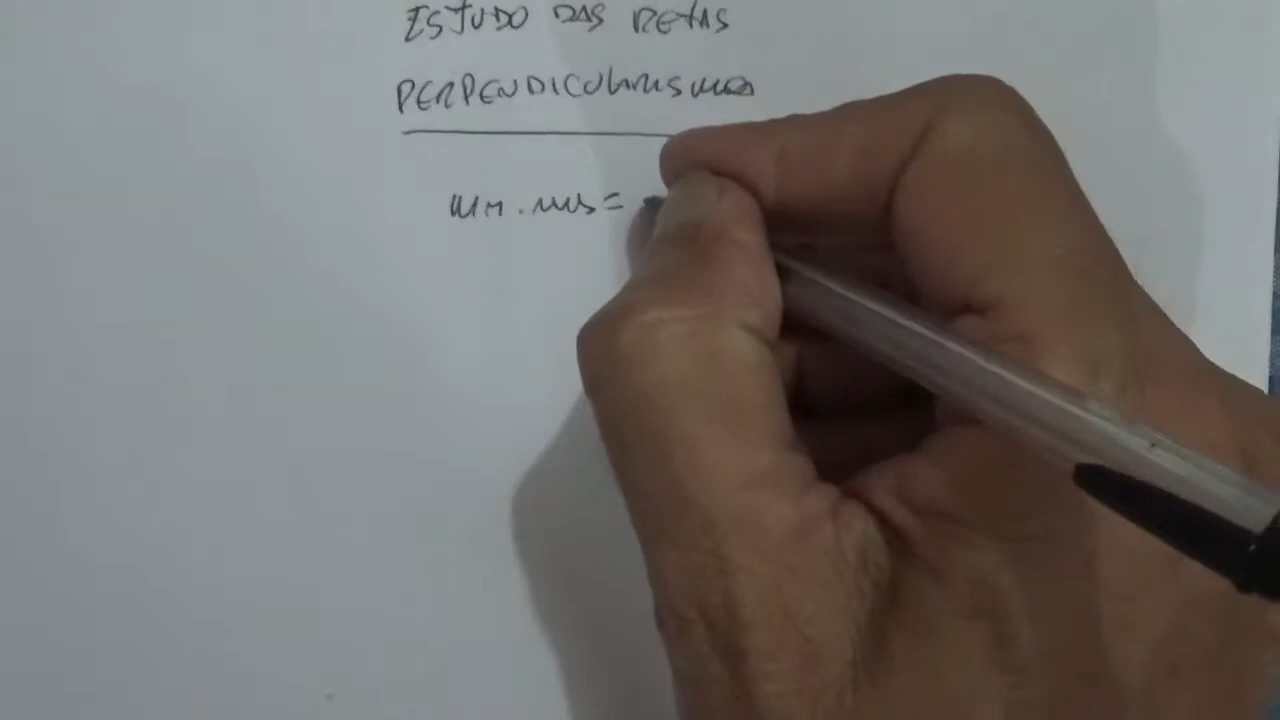 ESTUDO DAS RETAS
PERPENDICULARISMO
mr . ms =